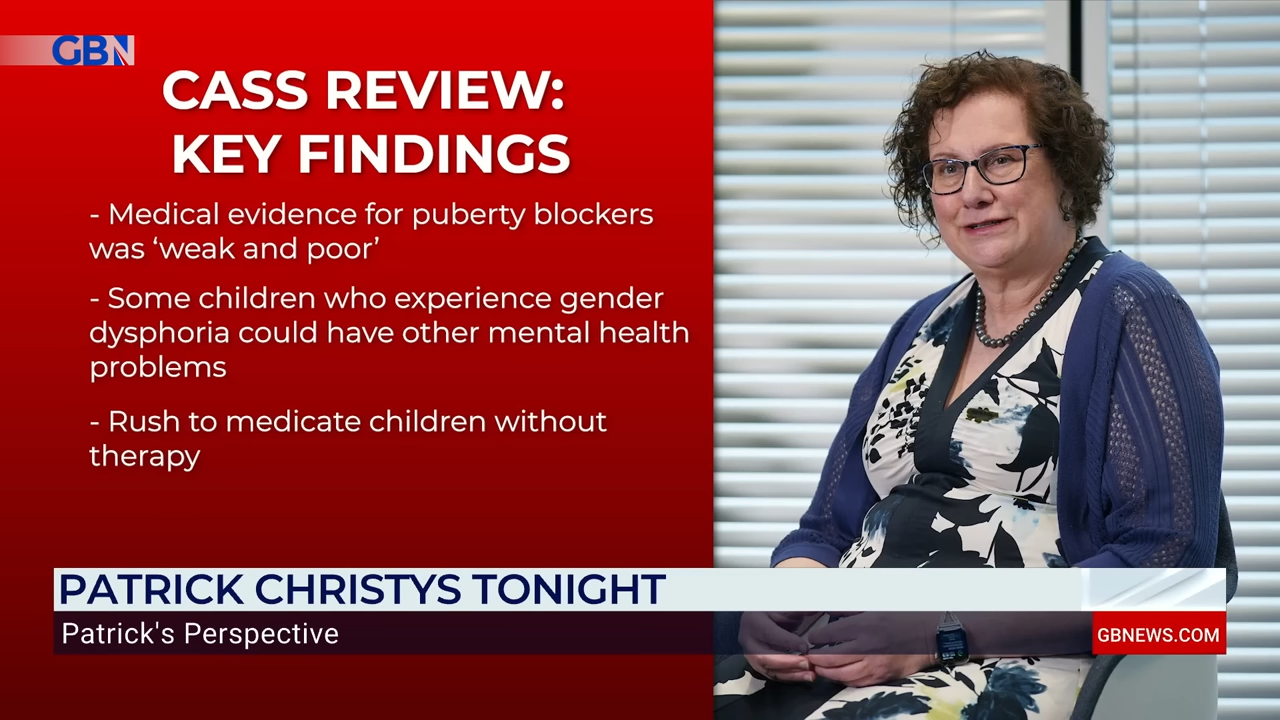 GBN
CASS REVIEW:
KEY FINDINGS
- Medical evidence for puberty blockers
was ‘weak and poor’
- Some children who experience gender
dysphoria could have other mental health
problems
- Rush to medicate children without
therapy
PATRICK CHRISTYS TONIGHT
Patrick's Perspective
GBNEWS.COM